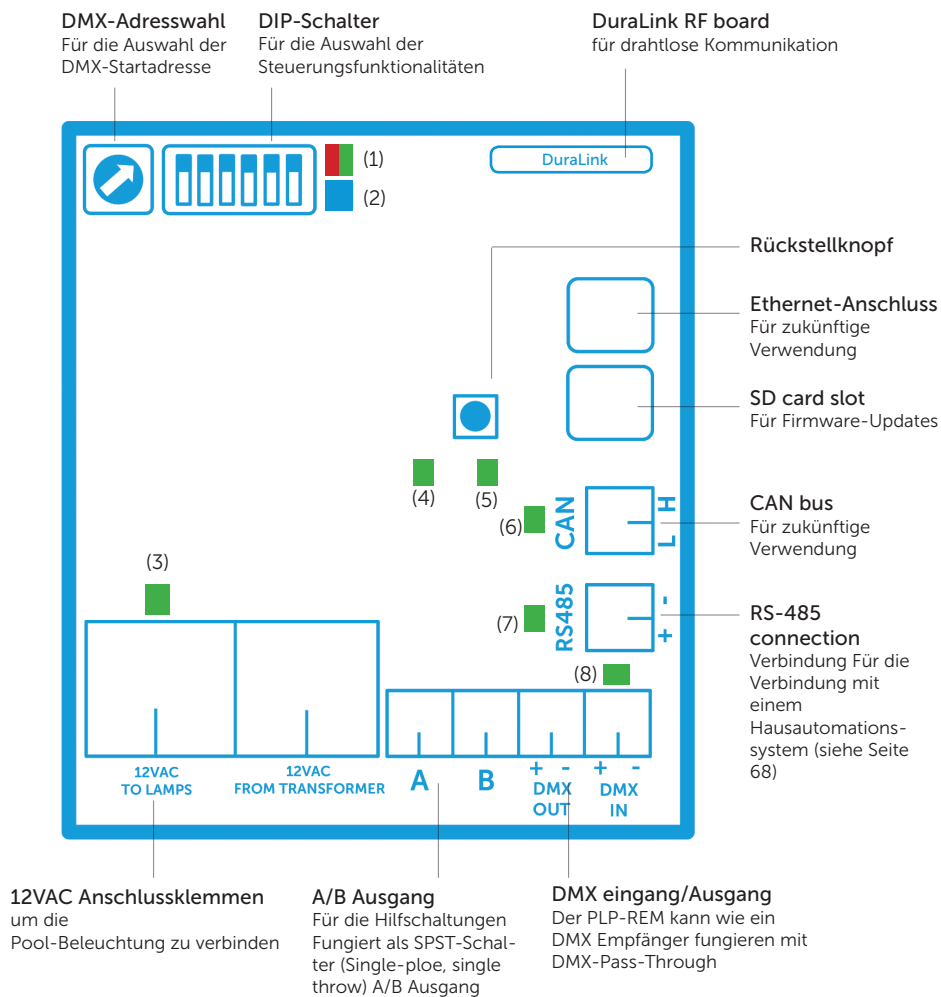 DMX-Adresswahl
Für die Auswahl der
DMX-Startadresse
DIP-Schalter
Für die Auswahl der
Steuerungsfunktionalitäten
DuraLink RF board
für drahtlose Kommunikation
(1)
(2)
DuraLink
Rückstellknopf
Ethernet-Anschluss
Für zukünftige
Verwendung
SD card slot
Für Firmware-Updates
(4)
(5)
(6)
CAN
H
L
CAN bus
Für zukünftige
Verwendung
(3)
(7)
RS485
-
+
RS-485
connection
Verbindung Für die
Verbindung mit
einem
Hausautomations-
system (siehe Seite
68)
(8)
12VAC
TO LAMPS
12VAC
FROM TRANSFORMER
A
B
+ -
DMX
OUT
+ -
DMX
IN
12VAC Anschlussklemmen
um die
Pool-Beleuchtung zu verbinden
A/B Ausgang
Für die Hilfschaltungen
Fungiert als SPST-Schal-
ter (Single-ploe, single
throw) A/B Ausgang
DMX eingang/Ausgang
Der PLP-REM kann wie ein
DMX Empfänger fungieren mit
DMX-Pass-Through